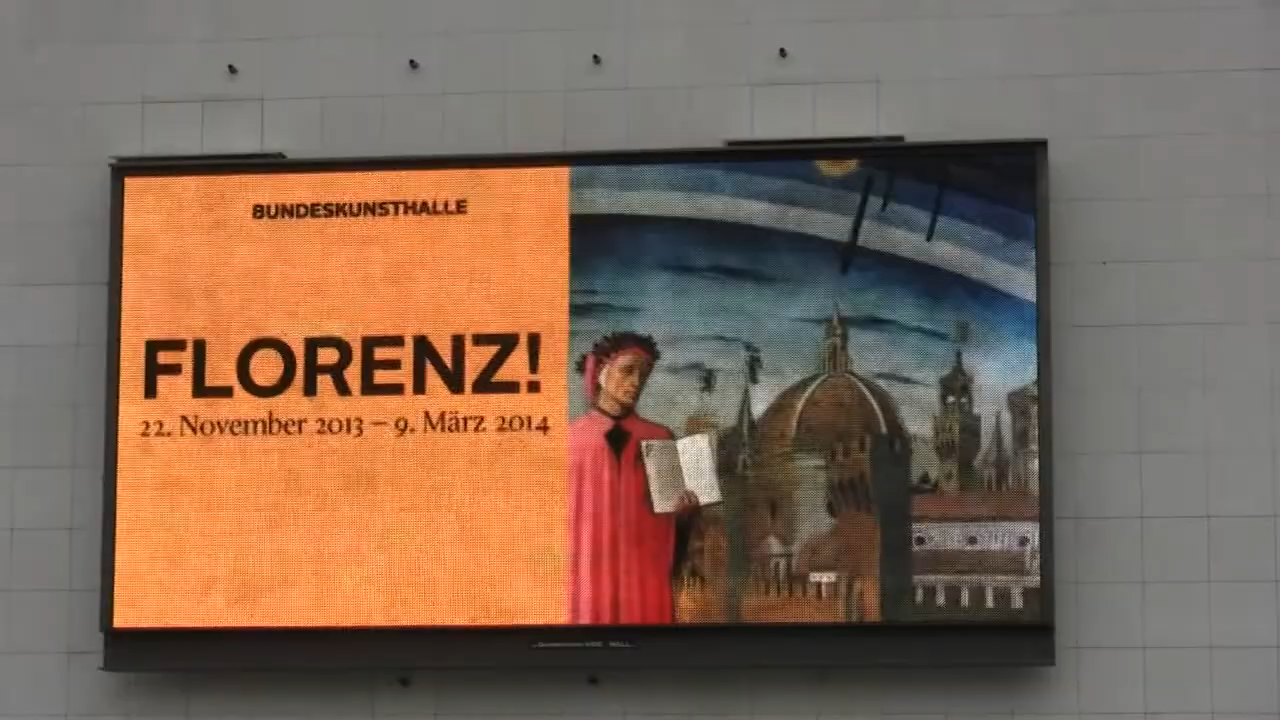 BUNDESKUNSTHALLE
FLORENZ!
22. November 2013 – 9. März 2014